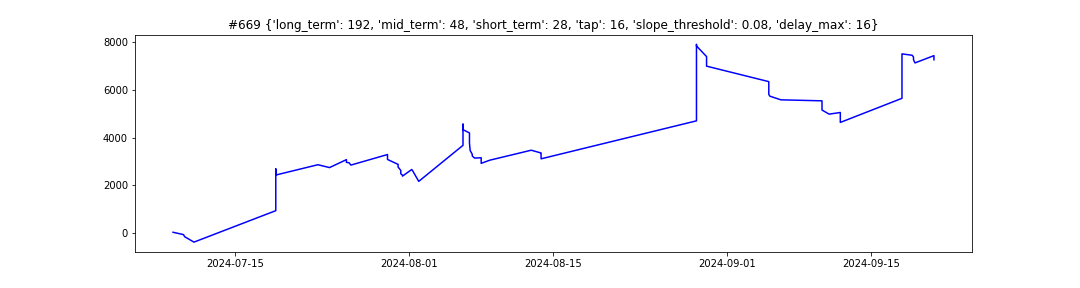 #669 {'long_term': 192, 'mid_term': 48, 'short_term': 28, 'tap': 16, 'slope_threshold': 0.08, 'delay_max': 16}
8000
6000
4000
2000
0
2024-07-15 2024-08-01 2024-08-15 2024-09-01 2024-09-15